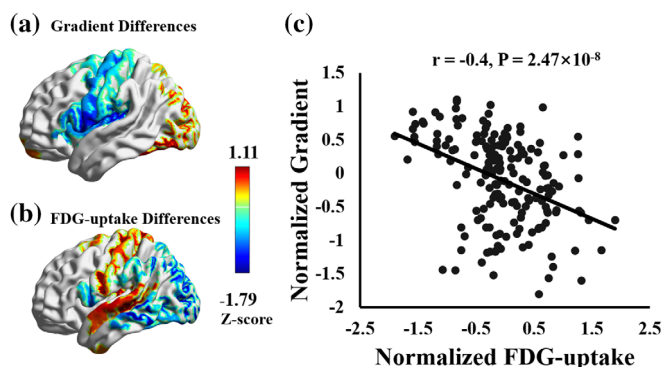 (a)
Gradient Differences
1.11
(b)
FDG-uptake Differences
-1.79
Z-score
(c)
r = -0.4, P = 2.47×10⁻⁸
1.5
1
0.5
0
-0.5
-1
-1.5
-2
Normalized Gradient
-2.5 -1.5 -0.5 0.5 1.5 2.5
Normalized FDG-uptake